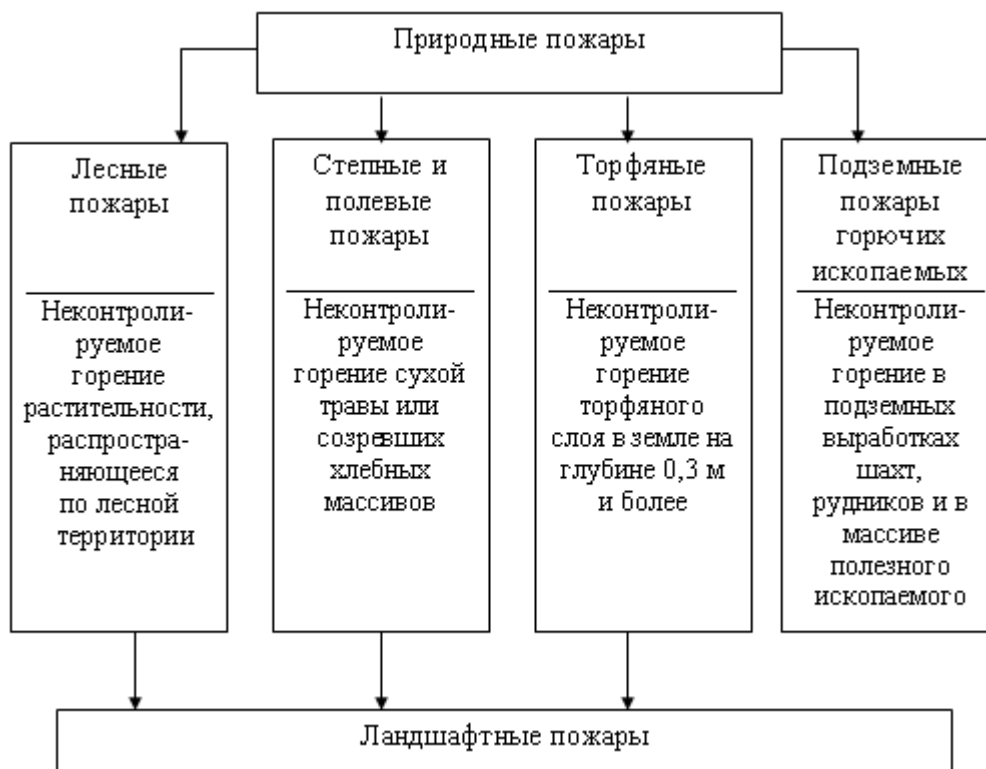 Природные пожары
Лесные
пожары
Неконтроли-
руемое
горение
растительности,
распростра-
няющееся
по лесной
территории
Степные и
полевые
пожары
Неконтроли-
руемое
горение сухой
травы или
созревших
хлебных
массивов
Торфяные
пожары
Неконтроли-
руемое
горение
торфяного
слоя в земле на
глубине 0,3 м
и более
Подземные
пожары
горючих
ископаемых
Неконтроли-
руемое
горение в
подземных
выработках
шахт,
рудников и в
массиве
полезного
ископаемого
Ландшафтные пожары